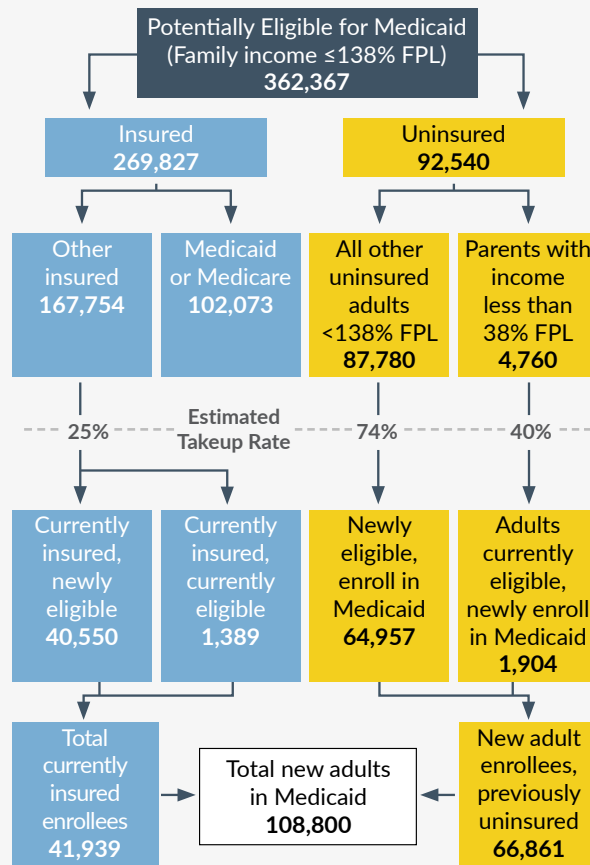 Potentially Eligible for Medicaid
(Family income ≤138% FPL)
362,367
Insured
269,827
Uninsured
92,540
Other
insured
167,754
Medicaid
or Medicare
102,073
All other
uninsured
adults
<138% FPL
87,780
Parents with
income
less than
38% FPL
4,760
25%
Estimated
Takeup Rate
74%
40%
Currently
insured,
newly
eligible
40,550
Currently
insured,
currently
eligible
1,389
Newly
eligible,
enroll in
Medicaid
64,957
Adults
currently
eligible,
newly enroll
in Medicaid
1,904
Total
currently
insured
enrollees
41,939
Total new adults
in Medicaid
108,800
New adult
enrollees,
previously
uninsured
66,861